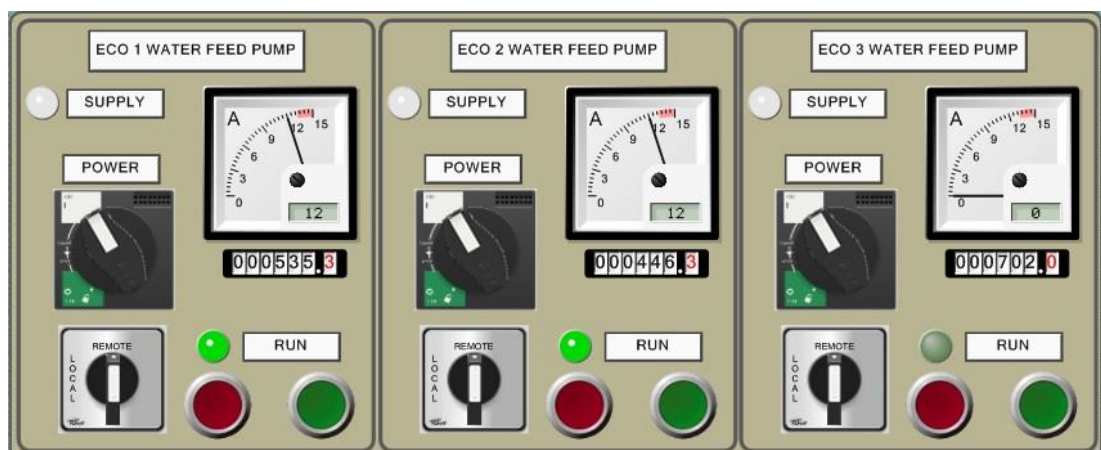 ECO 1 WATER FEED PUMP
SUPPLY
A
0
3
6
9
12
15
12
POWER
I
000535.3
REMOTE
LOCAL
RUN
ECO 2 WATER FEED PUMP
SUPPLY
A
0
3
6
9
12
15
12
POWER
I
000446.3
REMOTE
LOCAL
RUN
ECO 3 WATER FEED PUMP
SUPPLY
A
0
3
6
9
12
15
0
POWER
I
000702.0
REMOTE
LOCAL
RUN